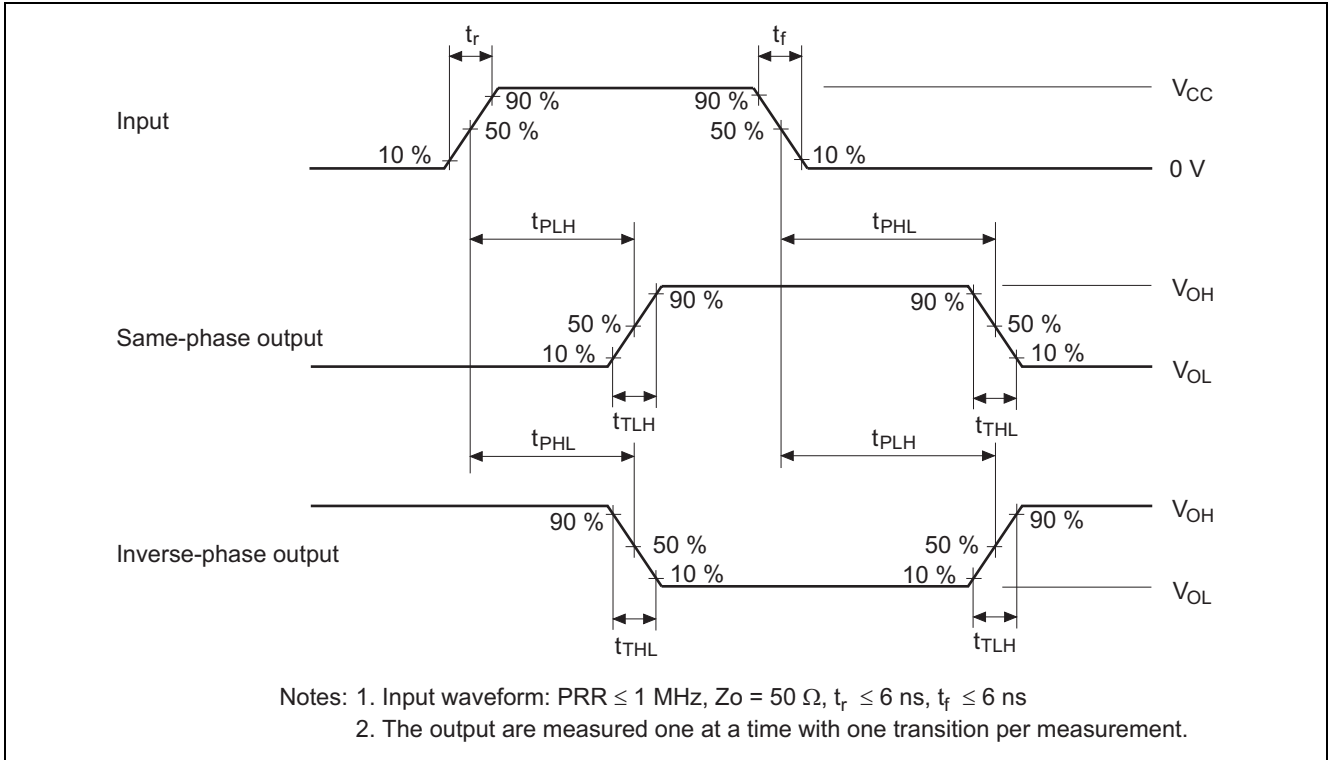 tr tf
VCC
90 % 90 %
Input 50 % 50 %
10 % 10 % 0 V
tPLH tPHL
VOH
90 % 90 %
50 % 50 %
Same-phase output
10 % 10 %
VOL
tTLH tTHL
tPHL tPLH
VOH
90 % 90 %
Inverse-phase output 50 % 50 %
10 % 10 %
VOL
tTHL tTLH
Notes: 1. Input waveform: PRR ≤ 1 MHz, Zo = 50 Ω, tr ≤ 6 ns, tf ≤ 6 ns
2. The output are measured one at a time with one transition per measurement.